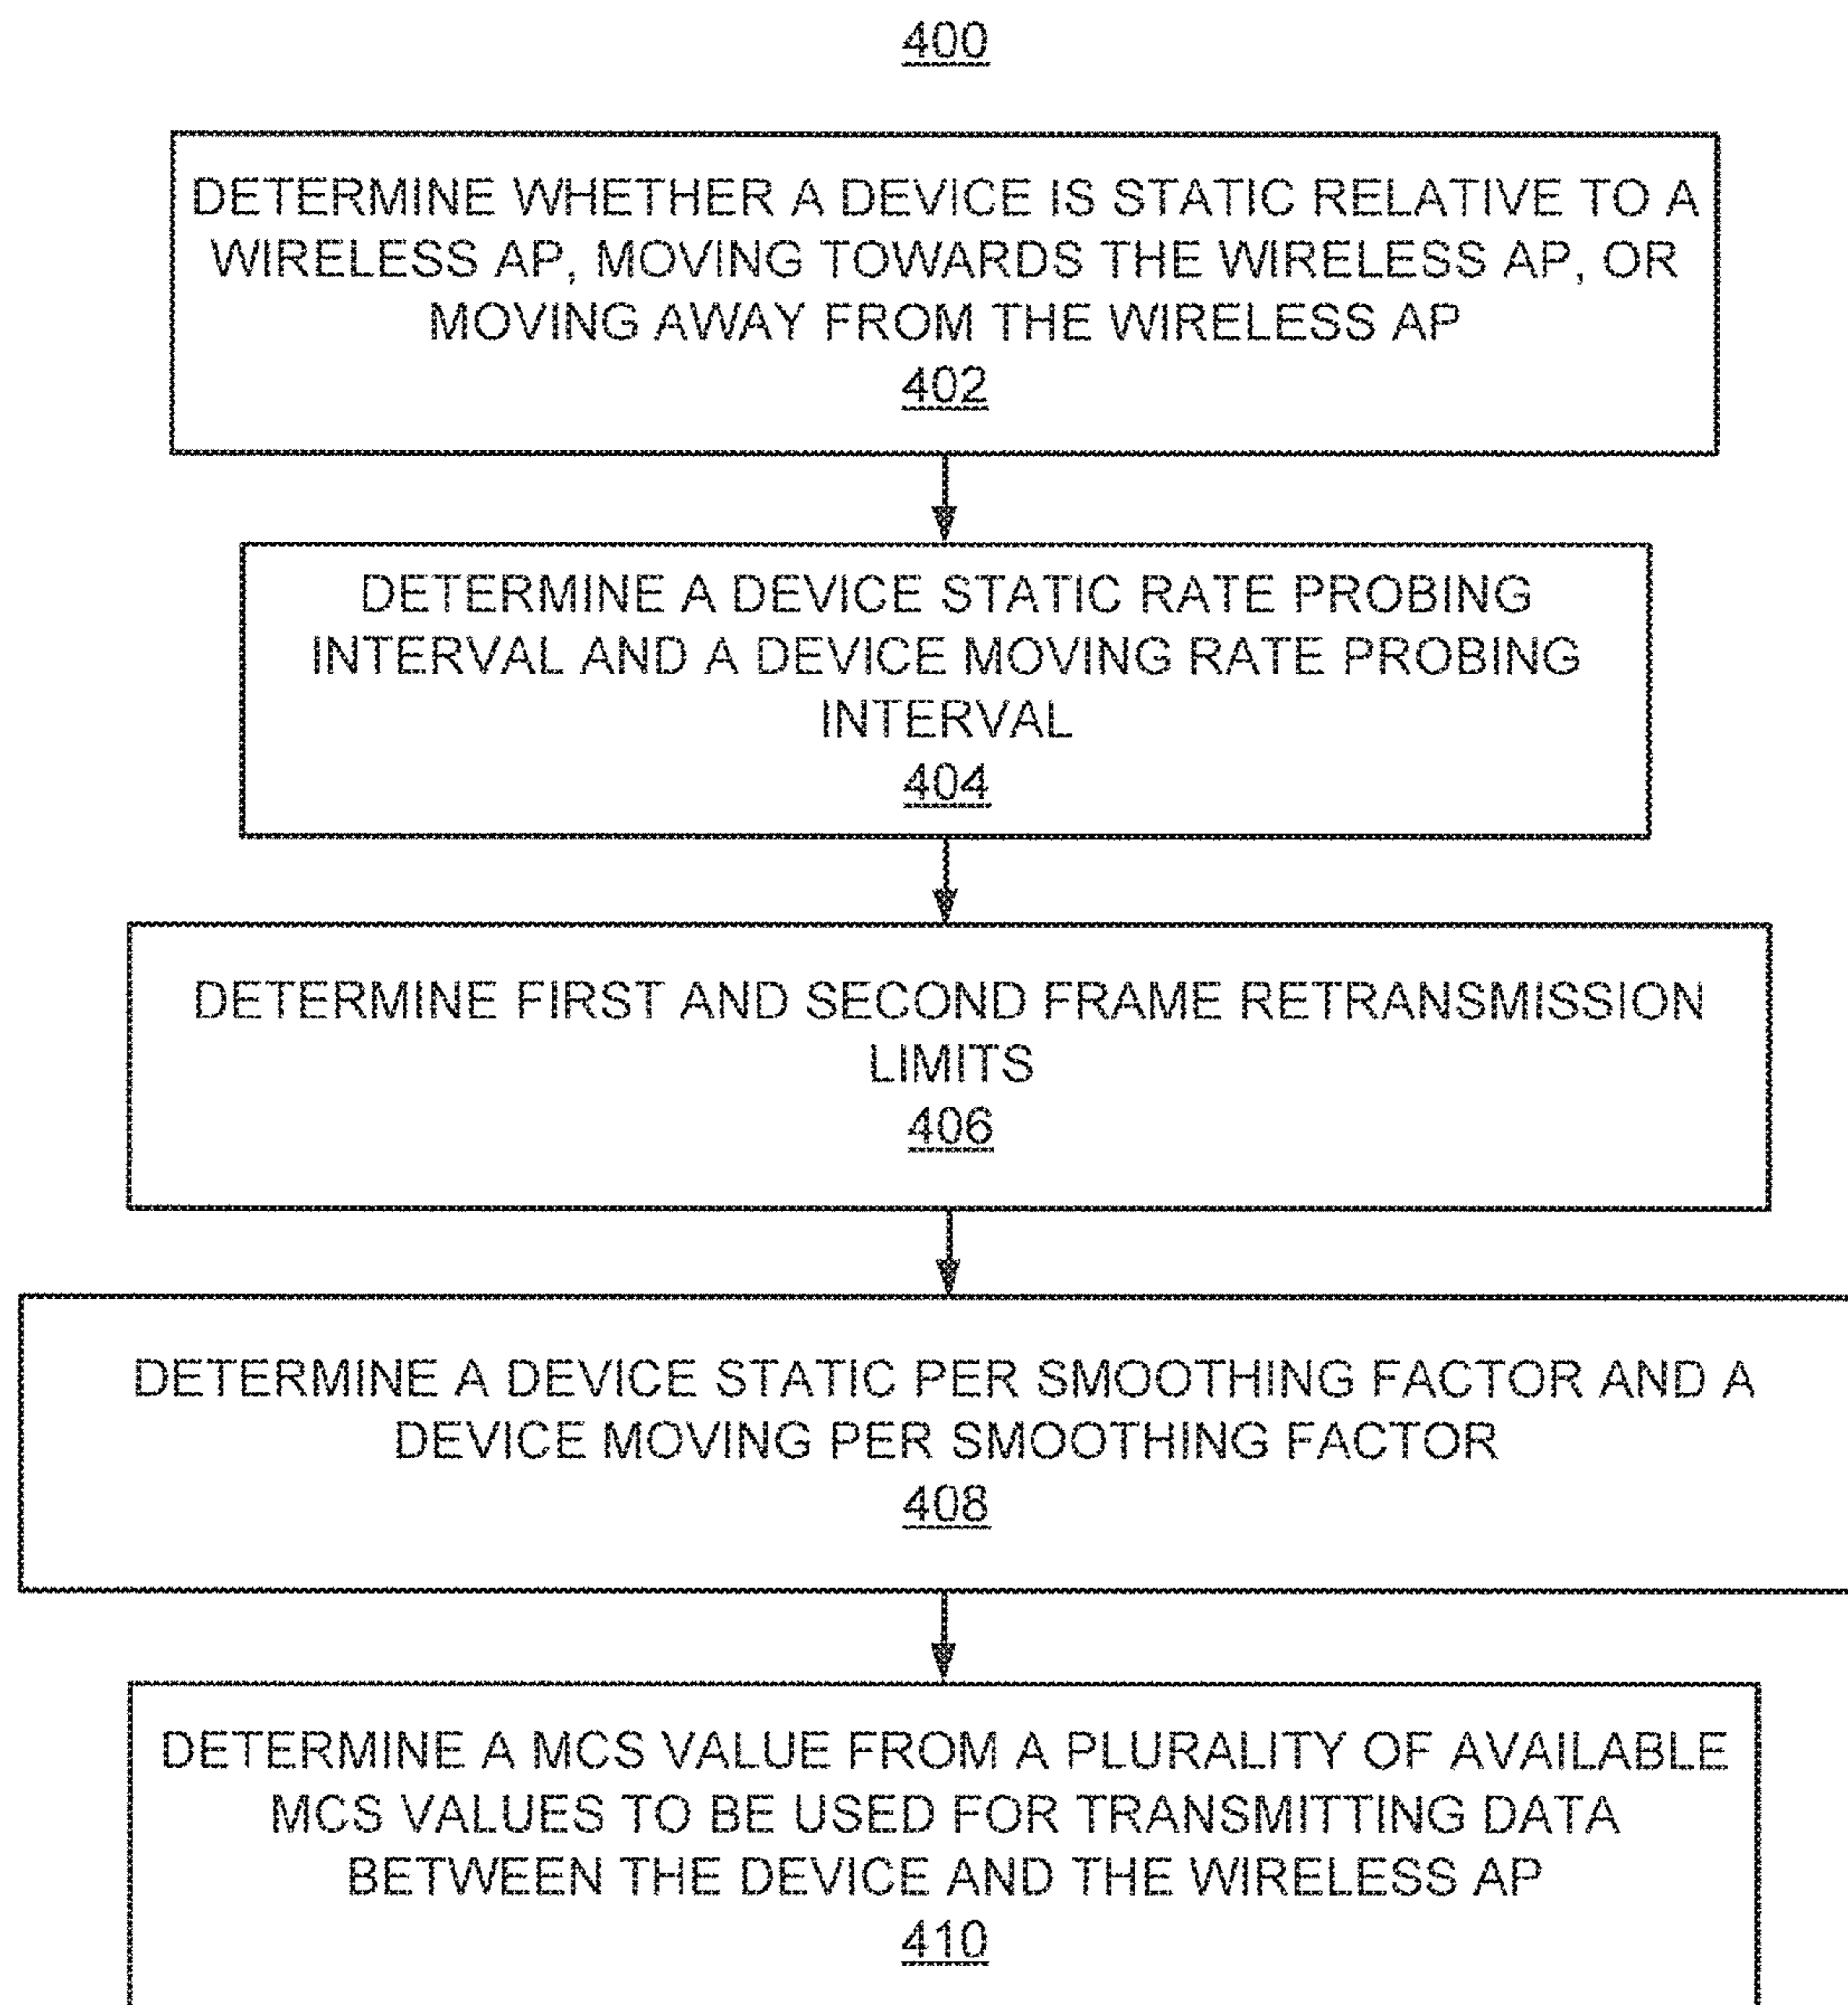 400
DETERMINE WHETHER A DEVICE IS STATIC RELATIVE TO A
WIRELESS AP, MOVING TOWARDS THE WIRELESS AP, OR
MOVING AWAY FROM THE WIRELESS AP
402
DETERMINE A DEVICE STATIC RATE PROBING
INTERVAL AND A DEVICE MOVING RATE PROBING
INTERVAL
404
DETERMINE FIRST AND SECOND FRAME RETRANSMISSION
LIMITS
406
DETERMINE A DEVICE STATIC PER SMOOTHING FACTOR AND A
DEVICE MOVING PER SMOOTHING FACTOR
408
DETERMINE A MCS VALUE FROM A PLURALITY OF AVAILABLE
MCS VALUES TO BE USED FOR TRANSMITTING DATA
BETWEEN THE DEVICE AND THE WIRELESS AP
410